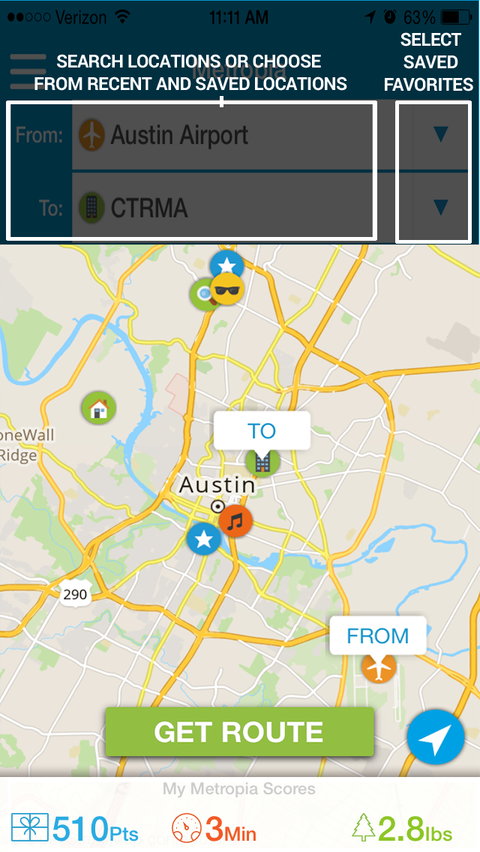 Verizon 11:11 AM 63%
SELECT
SAVED
FAVORITES
SEARCH LOCATIONS OR CHOOSE
FROM RECENT AND SAVED LOCATIONS
Metropia
From: Austin Airport
To: CTRMA
TO
oneWall
Ridge
Austin
290
FROM
GET ROUTE
My Metropia Scores
510Pts 3Min 2.8lbs